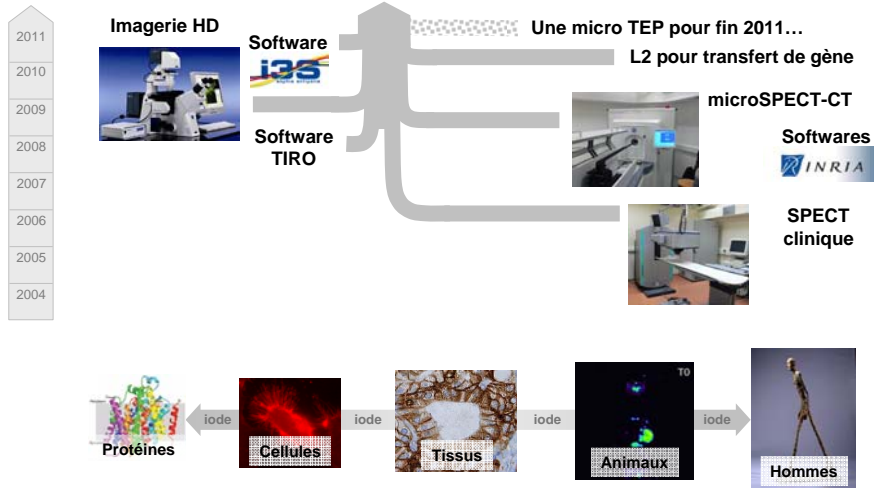 2011
2010
2009
2008
2007
2006
2005
2004
Imagerie HD
Software
i3S
Software
TIRO
Une micro TEP pour fin 2011…
L2 pour transfert de gène
microSPECT-CT
Softwares
INRIA
SPECT
clinique
Protéines
iode
Cellules
iode
Tissus
iode
T0
Animaux
iode
Hommes